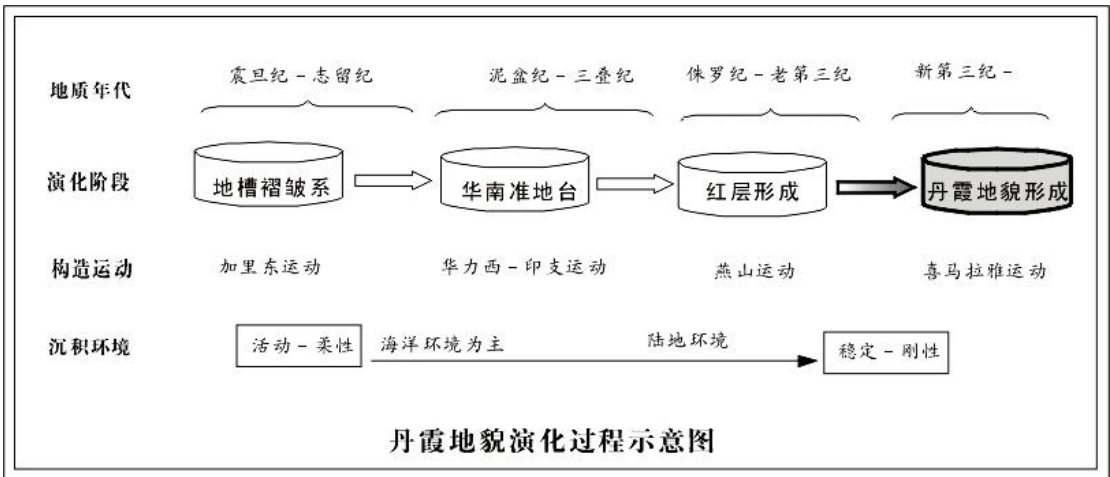 地质年代 震旦纪－志留纪 泥盆纪－三叠纪 侏罗纪－老第三纪 新第三纪－
演化阶段 地槽褶皱系 华南准地台 红层形成 丹霞地貌形成
构造运动 加里东运动 华力西－印支运动 燕山运动 喜马拉雅运动
沉积环境 活动－柔性 海洋环境为主 陆地环境 稳定－刚性
丹霞地貌演化过程示意图